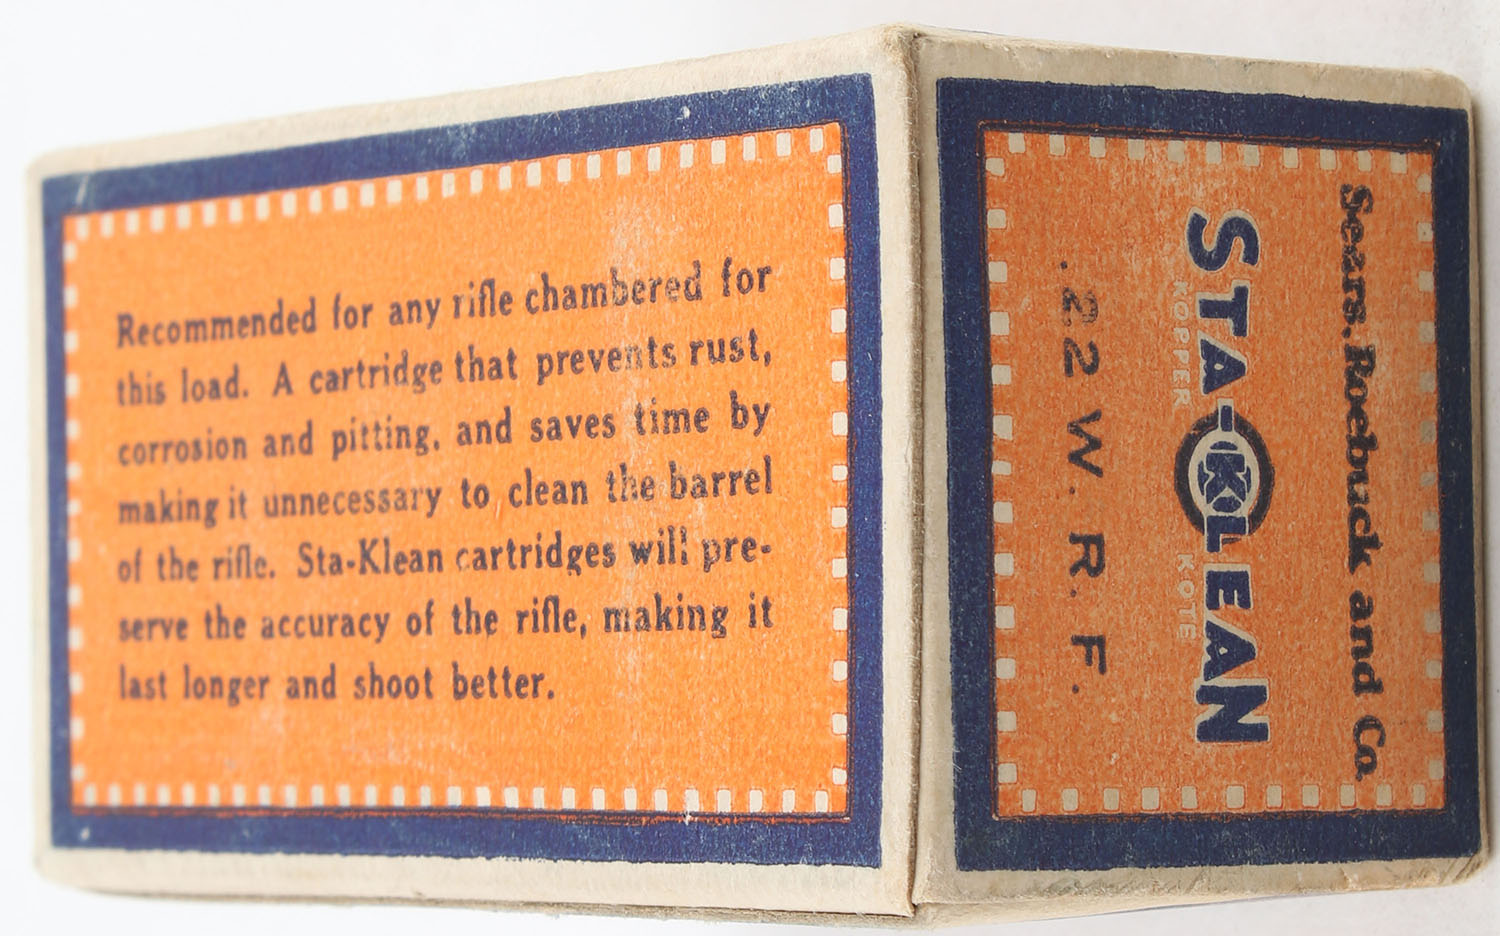 Recommended for any rifle chambered for
this load. A cartridge that prevents rust,
corrosion and pitting, and saves time by
making it unnecessary to clean the barrel
of the rifle. Sta-Klean cartridges will pre-
serve the accuracy of the rifle, making it
last longer and shoot better.
Sears, Roebuck and Co.
STA-KLEAN
KOPPER KOTE
.22 W.R.F.